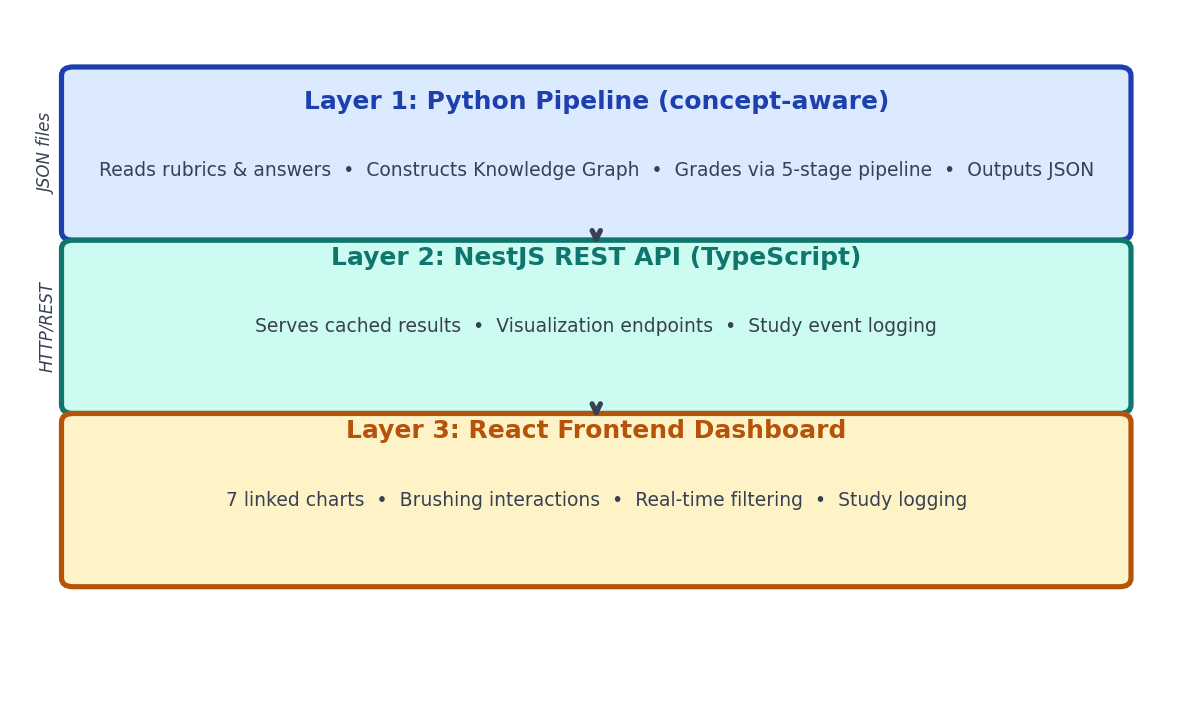 Layer 1: Python Pipeline (concept-aware)
JSON files
Reads rubrics & answers • Constructs Knowledge Graph • Grades via 5-stage pipeline • Outputs JSON
Layer 2: NestJS REST API (TypeScript)
HTTP/REST
Serves cached results • Visualization endpoints • Study event logging
Layer 3: React Frontend Dashboard
7 linked charts • Brushing interactions • Real-time filtering • Study logging